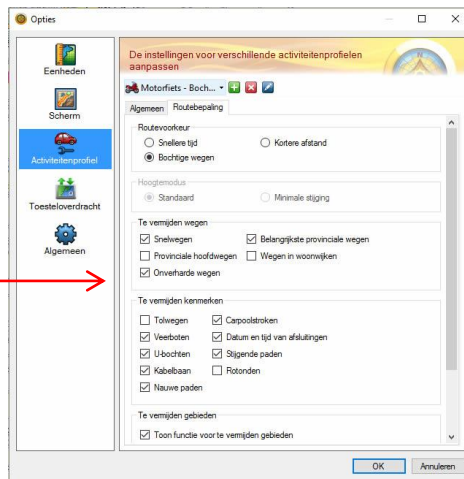 Opties
Eenheden
Scherm
Activiteitenprofiel
Toesteloverdracht
Algemeen
De instellingen voor verschillende activiteitenprofielen
aanpassen
Motorfiets - Boch...
Algemeen Routebepaling
Routevoorkeur
Snellere tijd Kortere afstand
Bochtige wegen
Hoogtemodus
Standaard Minimale stijging
Te vermijden wegen
Snelwegen Belangrijkste provinciale wegen
Provinciale hoofdwegen Wegen in woonwijken
Onverharde wegen
Te vermijden kenmerken
Tolwegen Carpoolstroken
Veerboten Datum en tijd van afsluitingen
U-bochten Stijgende paden
Kabelbaan Rotonden
Nauwe paden
Te vermijden gebieden
Toon functie voor te vermijden gebieden
OK Annuleren